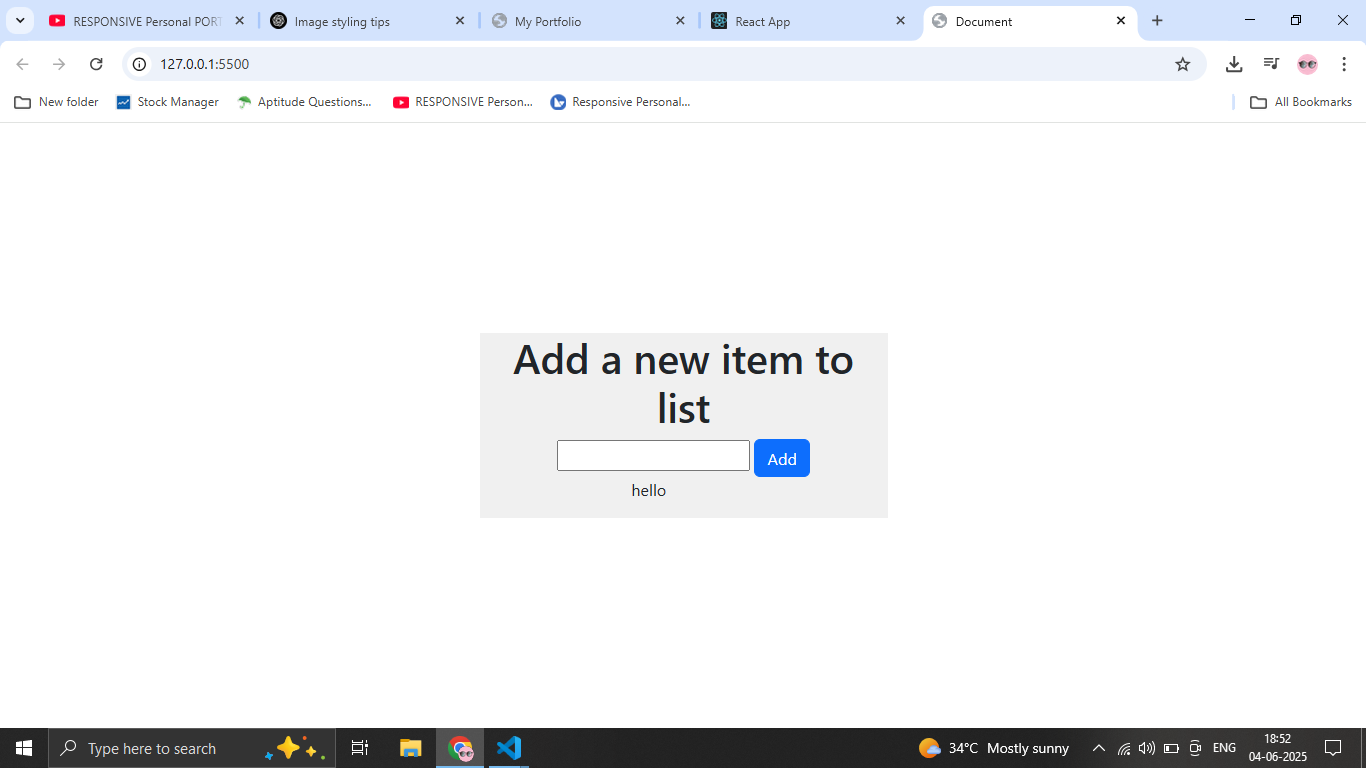 RESPONSIVE Personal PORT
Image styling tips
My Portfolio
React App
Document
127.0.0.1:5500
New folder
Stock Manager
Aptitude Questions...
RESPONSIVE Person...
Responsive Personal...
All Bookmarks
Add a new item to
list
Add
hello
Type here to search
34°C Mostly sunny
ENG
18:52
04-06-2025